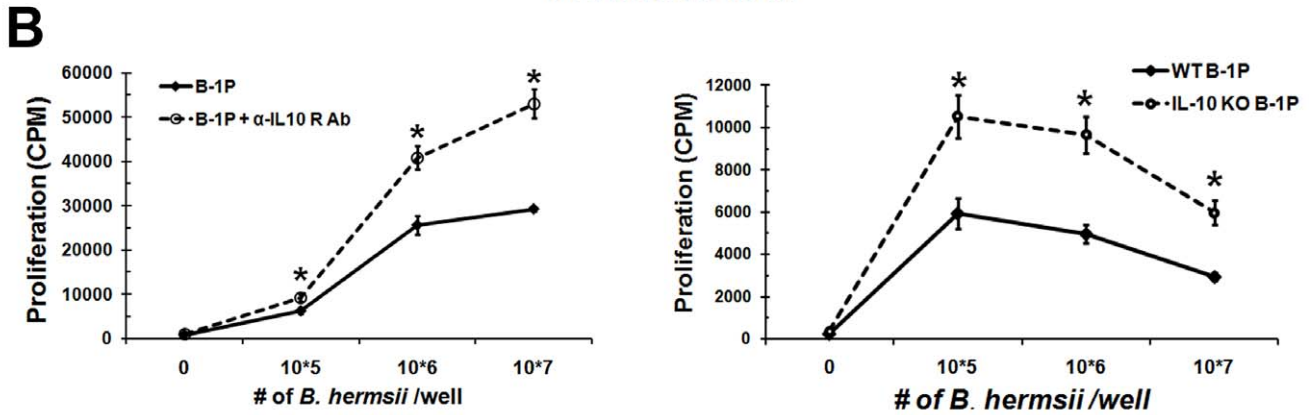 B
60000
50000
40000
30000
20000
10000
0
Proliferation (CPM)
B-1P
B-1P + α-IL10 R Ab
*
*
*
0 10*5 10*6 10*7
# of B. hermsii /well
12000
10000
8000
6000
4000
2000
0
Proliferation (CPM)
WT B-1P
IL-10 KO B-1P
*
*
*
0 10*5 10*6 10*7
# of B. hermsii /well